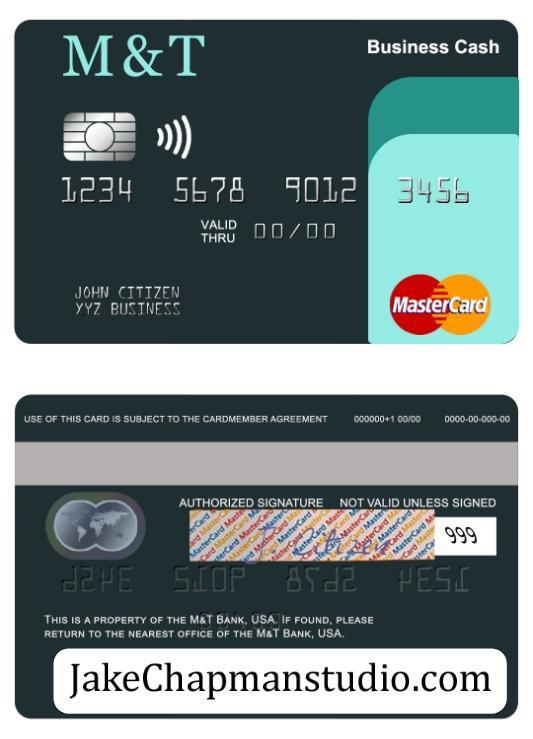 M&T
Business Cash
1234 5678 9012 3456
VALID
THRU 00/00
JOHN CITIZEN
YYZ BUSINESS
MasterCard
USE OF THIS CARD IS SUBJECT TO THE CARDMEMBER AGREEMENT 000000+1 00/00 0000-00-000-00
AUTHORIZED SIGNATURE NOT VALID UNLESS SIGNED
J. Citizen
999
THIS IS A PROPERTY OF THE M&T BANK, USA. IF FOUND, PLEASE
RETURN TO THE NEAREST OFFICE OF THE M&T BANK, USA.
JakeChapmanstudio.com